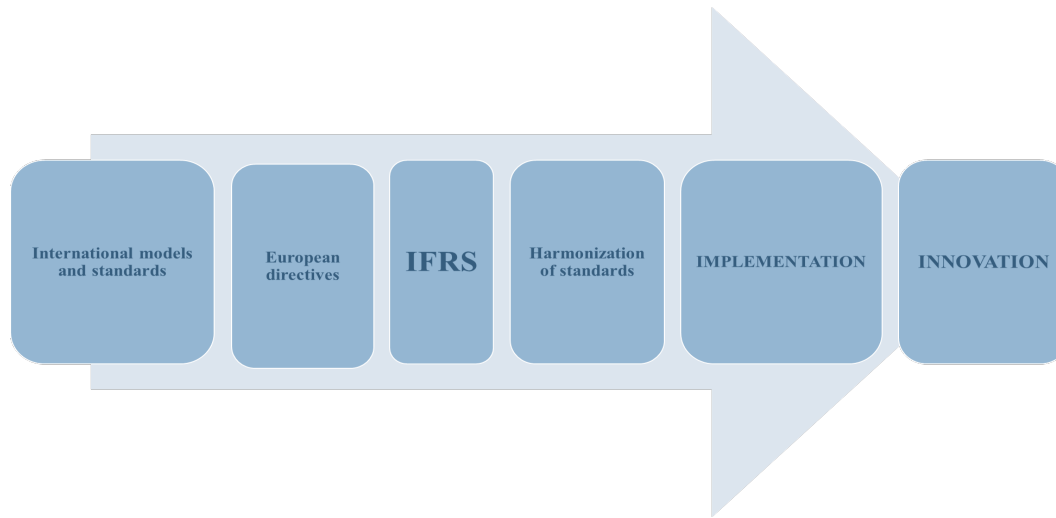 International models
and standards
European
directives
IFRS
Harmonization
of standards
IMPLEMENTATION
INNOVATION